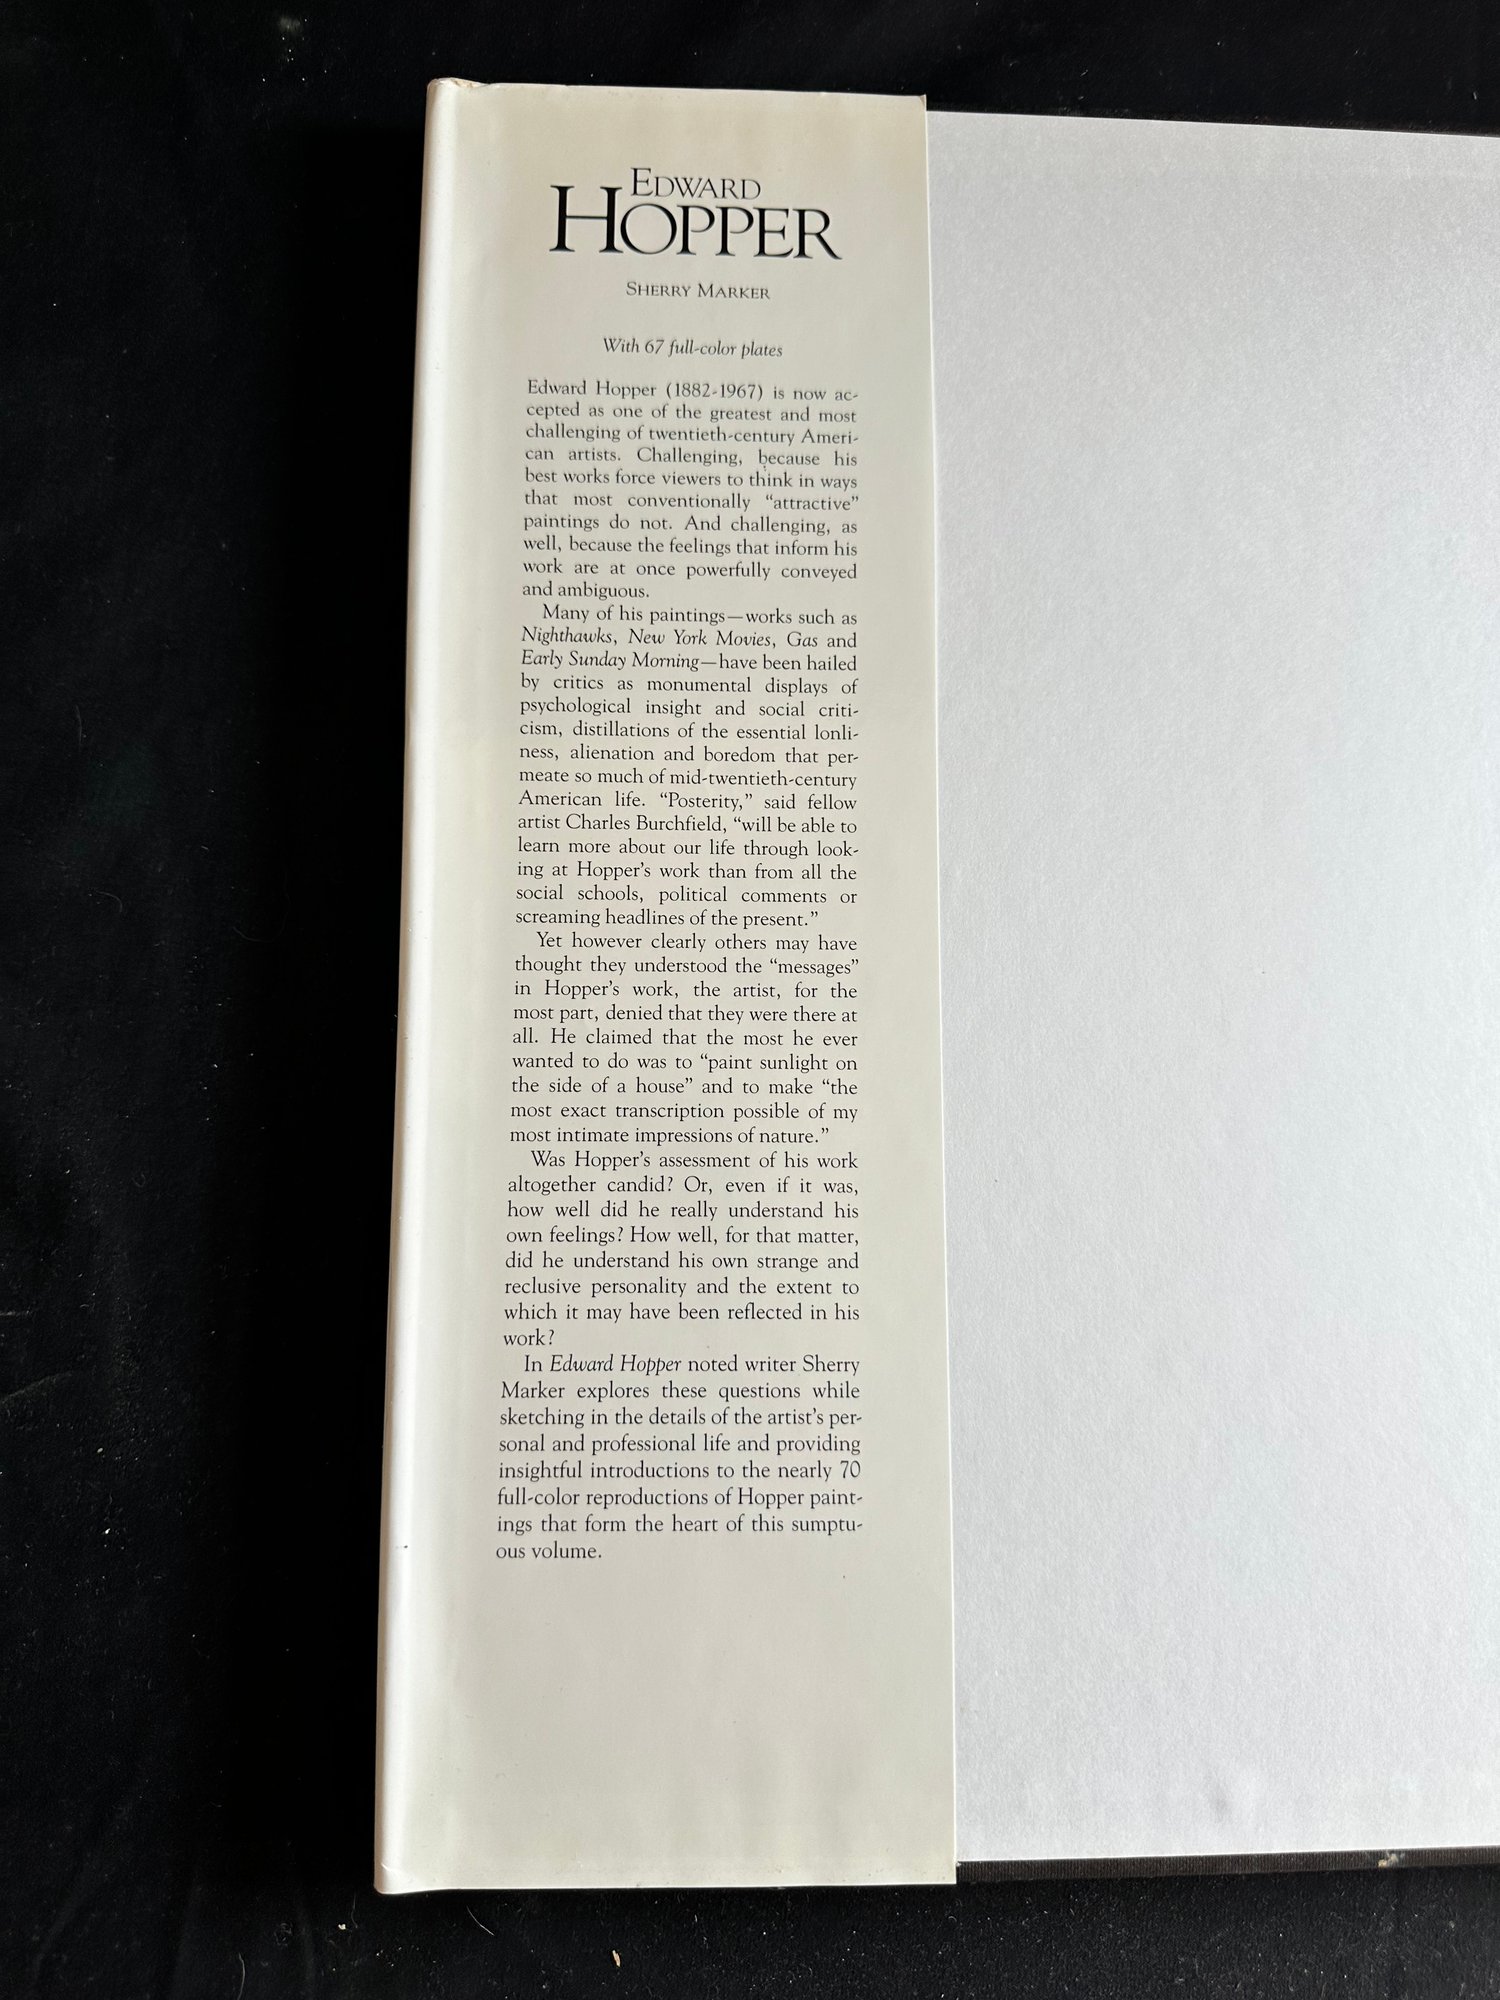 EDWARD
HOPPER
SHERRY MARKER
With 67 full-color plates
Edward Hopper (1882-1967) is now ac-
cepted as one of the greatest and most
challenging of twentieth-century Ameri-
can artists. Challenging, because his
best works force viewers to think in ways
that most conventionally “attractive”
paintings do not. And challenging, as
well, because the feelings that inform his
work are at once powerfully conveyed
and ambiguous.
Many of his paintings—works such as
Nighthawks, New York Movies, Gas and
Early Sunday Morning—have been hailed
by critics as monumental displays of
psychological insight and social criti-
cism, distillations of the essential lonli-
ness, alienation and boredom that per-
meate so much of mid-twentieth-century
American life. “Posterity,” said fellow
artist Charles Burchfield, “will be able to
learn more about our life through look-
ing at Hopper’s work than from all the
social schools, political comments or
screaming headlines of the present.”
Yet however clearly others may have
thought they understood the “messages”
in Hopper’s work, the artist, for the
most part, denied that they were there at
all. He claimed that the most he ever
wanted to do was to “paint sunlight on
the side of a house” and to make “the
most exact transcription possible of my
most intimate impressions of nature.”
Was Hopper’s assessment of his work
altogether candid? Or, even if it was,
how well did he really understand his
own feelings? How well, for that matter,
did he understand his own strange and
reclusive personality and the extent to
which it may have been reflected in his
work?
In Edward Hopper noted writer Sherry
Marker explores these questions while
sketching in the details of the artist’s per-
sonal and professional life and providing
insightful introductions to the nearly 70
full-color reproductions of Hopper paint-
ings that form the heart of this sumptu-
ous volume.